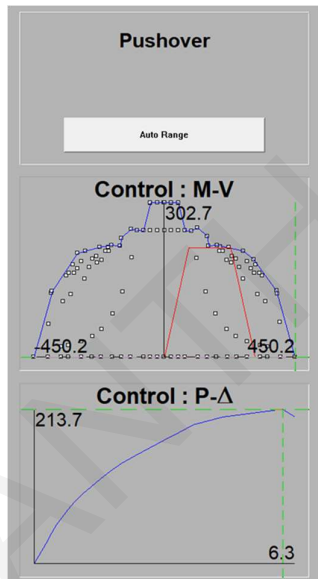 Pushover
Auto Range
Control : M-V
302.7
-450.2
450.2
Control : P-Δ
213.7
6.3